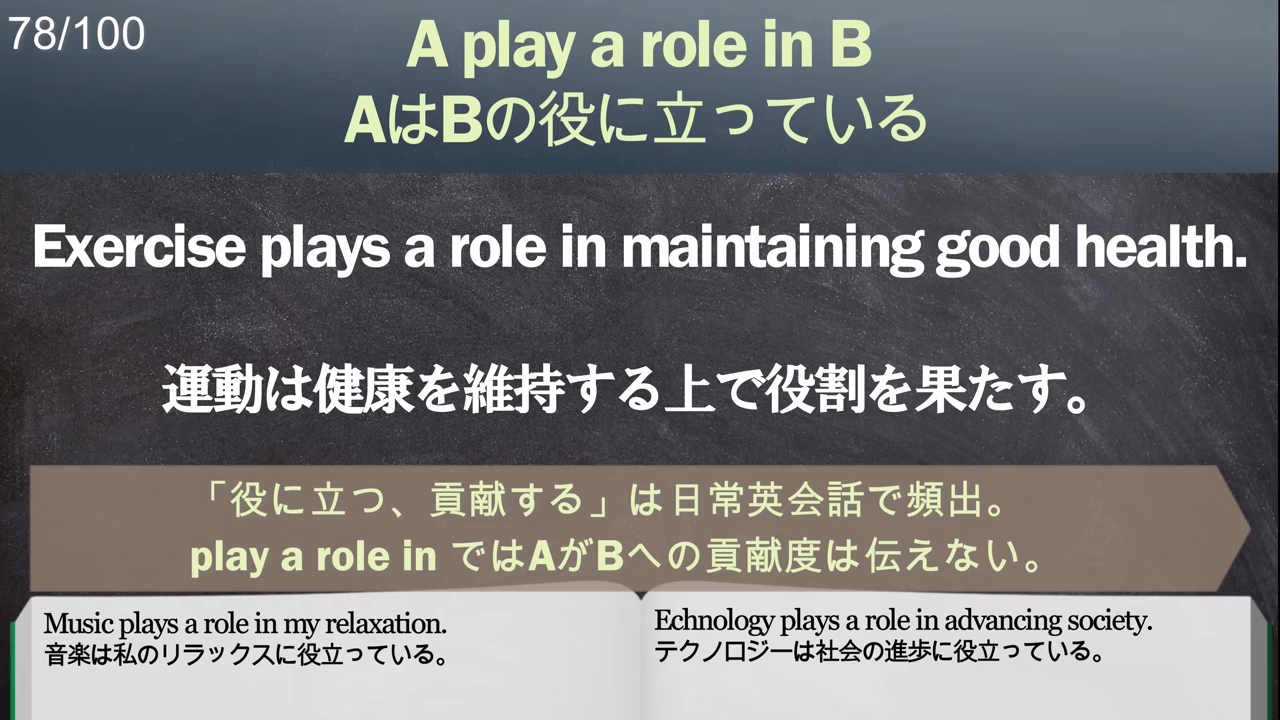 78/100
A play a role in B
AはBの役に立っている
Exercise plays a role in maintaining good health.
運動は健康を維持する上で役割を果たす。
「役に立つ、貢献する」は日常英会話で頻出。
play a role in ではAがBへの貢献度は伝えない。
Music plays a role in my relaxation.
音楽は私のリラックスに役立っている。
Echnology plays a role in advancing society.
テクノロジーは社会の進歩に役立っている。